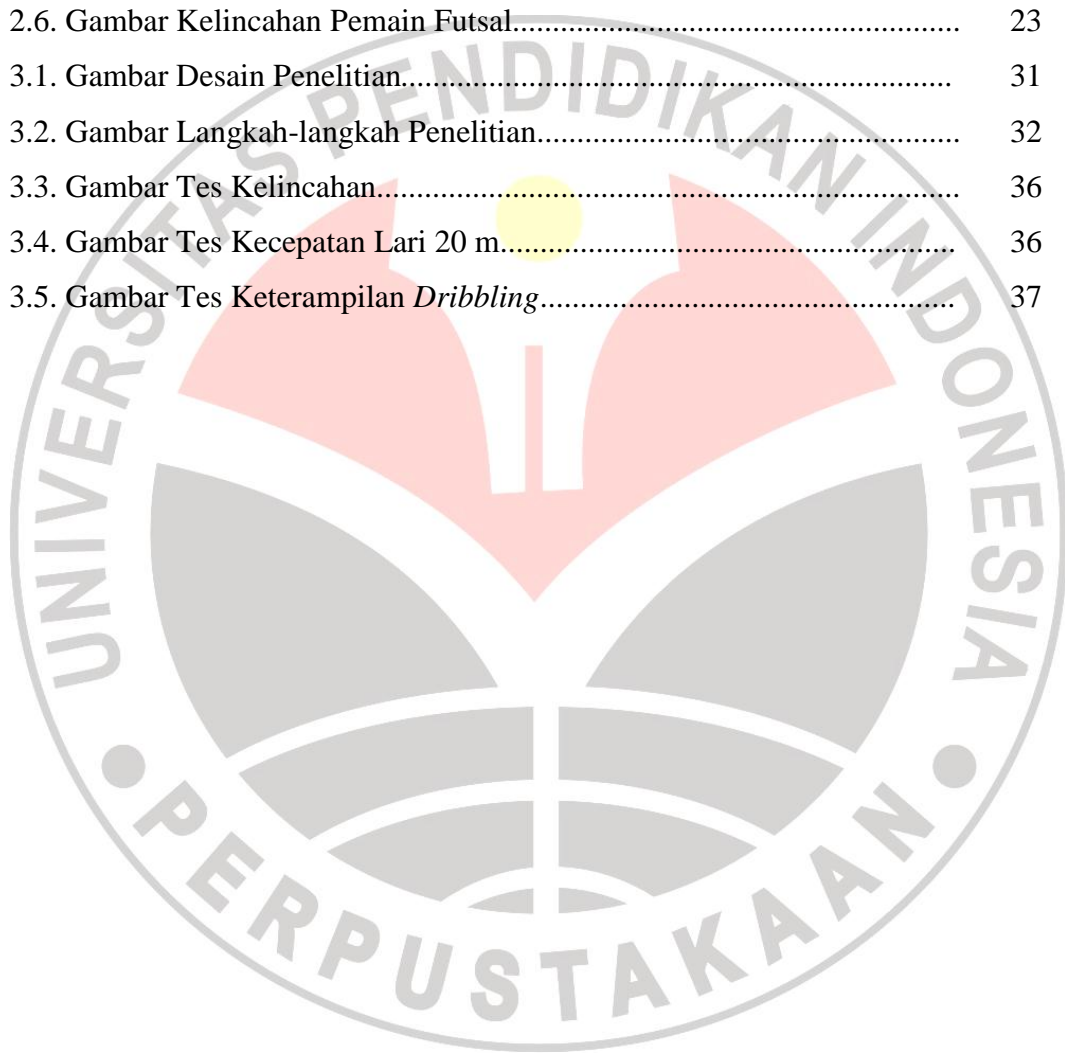 2.6. Gambar Kelincahan Pemain Futsal........................................................ 23
3.1. Gambar Desain Penelitian..................................................................... 31
3.2. Gambar Langkah-langkah Penelitian..................................................... 32
3.3. Gambar Tes Kelincahan......................................................................... 36
3.4. Gambar Tes Kecepatan Lari 20 m......................................................... 36
3.5. Gambar Tes Keterampilan Dribbling.................................................... 37
UNIVERSITAS PENDIDIKAN INDONESIA
PERPUSTAKAAN